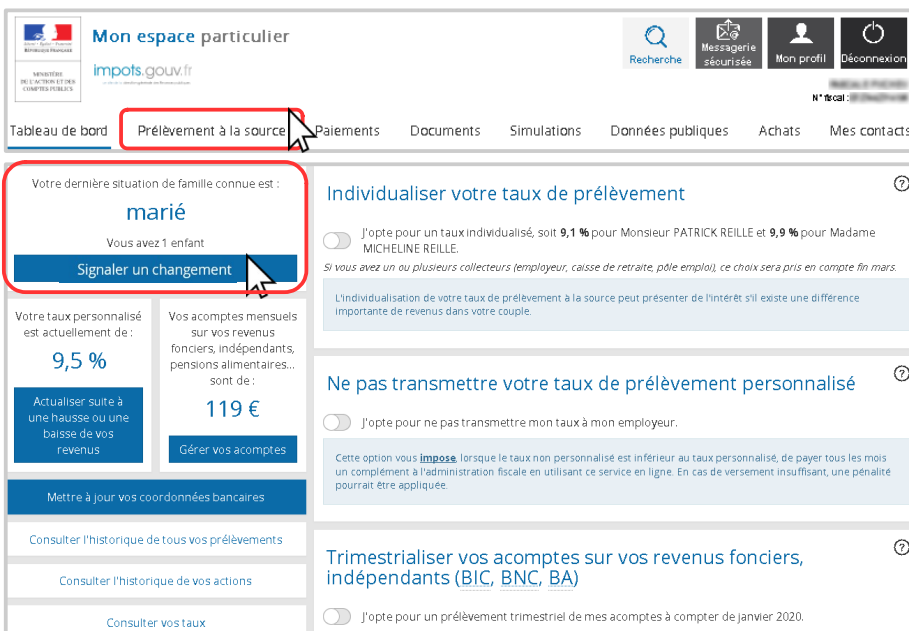 Mon espace particulier
RÉPUBLIQUE FRANÇAISE
MINISTÈRE
DE L'ACTION ET DES
COMPTES PUBLICS
impots.gouv.fr
Recherche
Messagerie
sécurisée
Mon profil
Déconnexion
N° fiscal :
Tableau de bord
Prélèvement à la source
Paiements
Documents
Simulations
Données publiques
Achats
Mes contacts
Votre dernière situation de famille connue est :
marié
Vous avez 1 enfant
Signaler un changement
Votre taux personnalisé
est actuellement de :
9,5 %
Actualiser suite à
une hausse ou une
baisse de vos
revenus
Vos acomptes mensuels
sur vos revenus
fonciers, indépendants,
pensions alimentaires...
sont de :
119 €
Gérer vos acomptes
Mettre à jour vos coordonnées bancaires
Consulter l'historique de tous vos prélèvements
Consulter l'historique de vos actions
Consulter vos taux
Individualiser votre taux de prélèvement
?
J'opte pour un taux individualisé, soit 9,1 % pour Monsieur PATRICK REILLE et 9,9 % pour Madame
MICHELINE REILLE.
Si vous avez un ou plusieurs collecteurs (employeur, caisse de retraite, pôle emploi), ce choix sera pris en compte fin mars.
L'individualisation de votre taux de prélèvement à la source peut présenter de l'intérêt s'il existe une différence
importante de revenus dans votre couple.
Ne pas transmettre votre taux de prélèvement personnalisé
?
J'opte pour ne pas transmettre mon taux à mon employeur.
Cette option vous impose, lorsque le taux non personnalisé est inférieur au taux personnalisé, de payer tous les mois
un complément à l'administration fiscale en utilisant ce service en ligne. En cas de versement insuffisant, une pénalité
pourrait être appliquée.
Trimestrialiser vos acomptes sur vos revenus fonciers,
indépendants (BIC, BNC, BA)
?
J'opte pour un prélèvement trimestriel de mes acomptes à compter de janvier 2020.